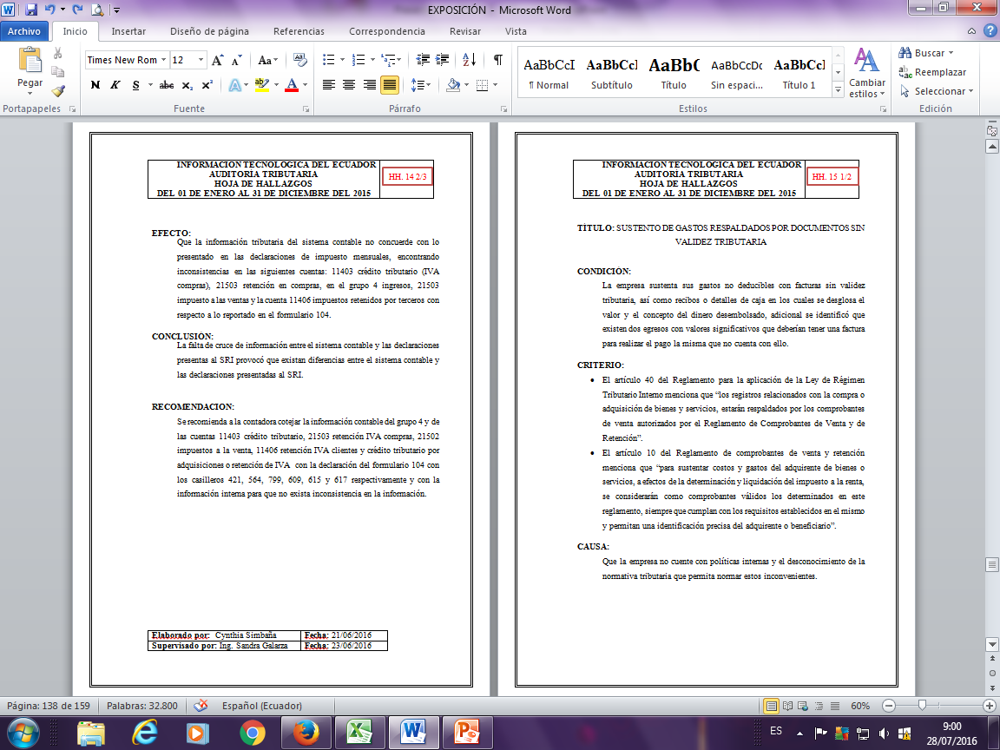 EXPOSICIÓN - Microsoft Word
Archivo Inicio Insertar Diseño de página Referencias Correspondencia Revisar Vista
Pegar
Times New Rom 12
AaBbCcI AaBbCcl AaBbC AaBbCcDc AaBbCcl
¶ Normal Subtítulo Título Sin espaci... Título 1
Cambiar estilos
Buscar
Reemplazar
Seleccionar
Portapapeles Fuente Párrafo Estilos Edición
INFORMACION TECNOLOGICA DEL ECUADOR
AUDITORÍA TRIBUTARIA
HOJA DE HALLAZGOS
DEL 01 DE ENERO AL 31 DE DICIEMBRE DEL 2015
HH. 14 2/3
EFECTO:
Que la información tributaria del sistema contable no concuerde con lo
presentado en las declaraciones de impuesto mensuales, encontrando
inconsistencias en las siguientes cuentas: 11403 crédito tributario (IVA
compras), 21503 retención en compras, en el grupo 4 ingresos, 21503
impuesto a las ventas y la cuenta 11406 impuestos retenidos por terceros con
respecto a lo reportado en el formulario 104.
CONCLUSIÓN:
La falta de cruce de información entre el sistema contable y las declaraciones
presentas al SRI provocó que existan diferencias entre el sistema contable y
las declaraciones presentadas al SRI.
RECOMENDACION:
Se recomienda a la contadora cotejar la información contable del grupo 4 y de
las cuentas 11403 crédito tributario, 21503 retención IVA compras, 21502
impuestos a la venta, 11406 retención IVA clientes y crédito tributario por
adquisiciones o retención de IVA con la declaración del formulario 104 con
los casilleros 421, 564, 799, 609, 615 y 617 respectivamente y con la
información interna para que no exista inconsistencia en la información.
Elaborado por: Cynthia Simbaña Fecha: 21/06/2016
Supervisado por: Ing. Sandra Galarza Fecha: 23/06/2016
INFORMACION TECNOLOGICA DEL ECUADOR
AUDITORÍA TRIBUTARIA
HOJA DE HALLAZGOS
DEL 01 DE ENERO AL 31 DE DICIEMBRE DEL 2015
HH. 15 1/2
TÍTULO: SUSTENTO DE GASTOS RESPALDADOS POR DOCUMENTOS SIN
VALIDEZ TRIBUTARIA
CONDICIÓN:
La empresa sustenta sus gastos no deducibles con facturas sin validez
tributaria, así como recibos o detalles de caja en los cuales se desglosa el
valor y el concepto del dinero desembolsado, adicional se identificó que
existen dos egresos con valores significativos que deberían tener una factura
para realizar el pago la misma que no cuenta con ello.
CRITERIO:
• El artículo 40 del Reglamento para la aplicación de la Ley de Régimen
Tributario Interno menciona que “los registros relacionados con la compra o
adquisición de bienes y servicios, estarán respaldados por los comprobantes
de venta autorizados por el Reglamento de Comprobantes de Venta y de
Retención”.
• El artículo 10 del Reglamento de comprobantes de venta y retención
menciona que “para sustentar costos y gastos del adquirente de bienes o
servicios, a efectos de la determinación y liquidación del impuesto a la renta,
se considerarán como comprobantes válidos los determinados en este
reglamento, siempre que cumplan con los requisitos establecidos en el mismo
y permitan una identificación precisa del adquirente o beneficiario”.
CAUSA:
Que la empresa no cuente con políticas internas y el desconocimiento de la
normativa tributaria que permita normar estos inconvenientes.
Página: 138 de 159 Palabras: 32.800 Español (Ecuador) 60%
ES 9:00
28/07/2016